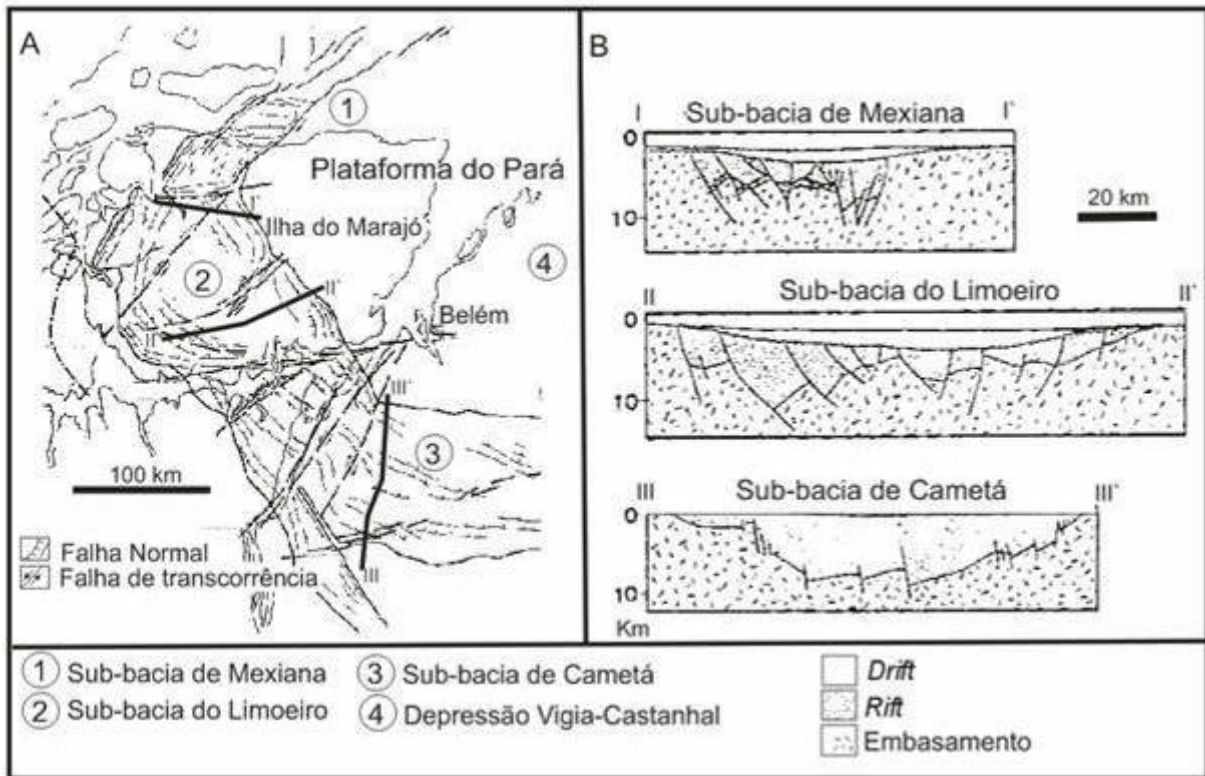 A
1
Plataforma do Pará
I'
Ilha do Marajó
2
4
II'
Belém
II
III'
3
100 km
III
Falha Normal
Falha de transcorrência
B
I Sub-bacia de Mexiana I'
0
10
20 km
II Sub-bacia do Limoeiro II'
0
10
III Sub-bacia de Cametá III'
0
10
Km
1 Sub-bacia de Mexiana
2 Sub-bacia do Limoeiro
3 Sub-bacia de Cametá
4 Depressão Vigia-Castanhal
Drift
Rift
Embasamento